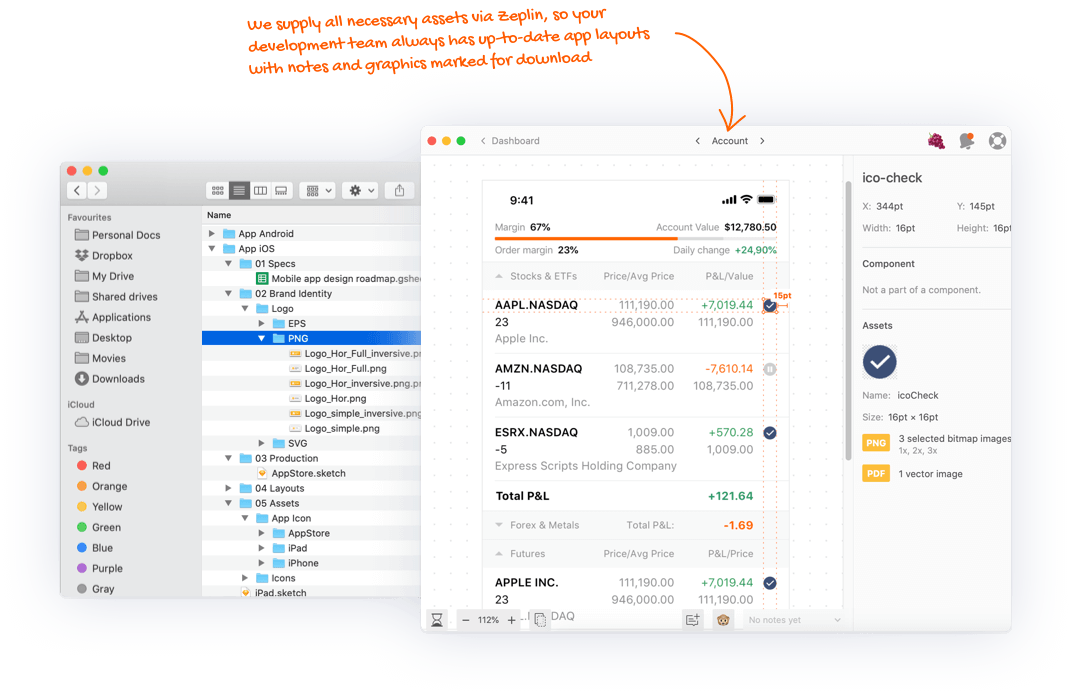 We supply all necessary assets via Zeplin, so your
development team always has up-to-date app layouts
with notes and graphics marked for download
Name
Favourites
Personal Docs
Dropbox
My Drive
Shared drives
Applications
Desktop
Movies
Downloads
iCloud
iCloud Drive
Tags
Red
Orange
Yellow
Green
Blue
Purple
Gray
App Android
App iOS
01 Specs
Mobile app design roadmap.gshe
02 Brand Identity
Logo
EPS
PNG
Logo_Hor_Full_inversive.pn
Logo_Hor_Full.png
Logo_Hor_inversive.png.pn
Logo_Hor.png
Logo_simple_inversive.png
Logo_simple.png
SVG
03 Production
AppStore.sketch
04 Layouts
05 Assets
App Icon
AppStore
iPad
iPhone
Icons
iPad.sketch
Dashboard
Account
9:41
Margin 67% Account Value $12,780.50
Order margin 23% Daily change +24,90%
Stocks & ETFs Price/Avg Price P&L/Value
15pt
AAPL.NASDAQ 111,190.00 +7,019.44
23 946,000.00 111,190.00
Apple Inc.
AMZN.NASDAQ 108,735.00 -7,610.14
-11 711,278.00 108,735.00
Amazon.com, Inc.
ESRX.NASDAQ 1,009.00 +570.28
-5 885.00 1,009.00
Express Scripts Holding Company
Total P&L +121.64
Forex & Metals Total P&L: -1.69
Futures Price/Avg Price P&L/Price
APPLE INC. 111,190.00 +7,019.44
23 946,000.00 111,190.00
DAQ
112%
No notes yet
ico-check
X: 344pt Y: 145pt
Width: 16pt Height: 16pt
Component
Not a part of a component.
Assets
Name: icoCheck
Size: 16pt × 16pt
PNG 3 selected bitmap images
1x, 2x, 3x
PDF 1 vector image